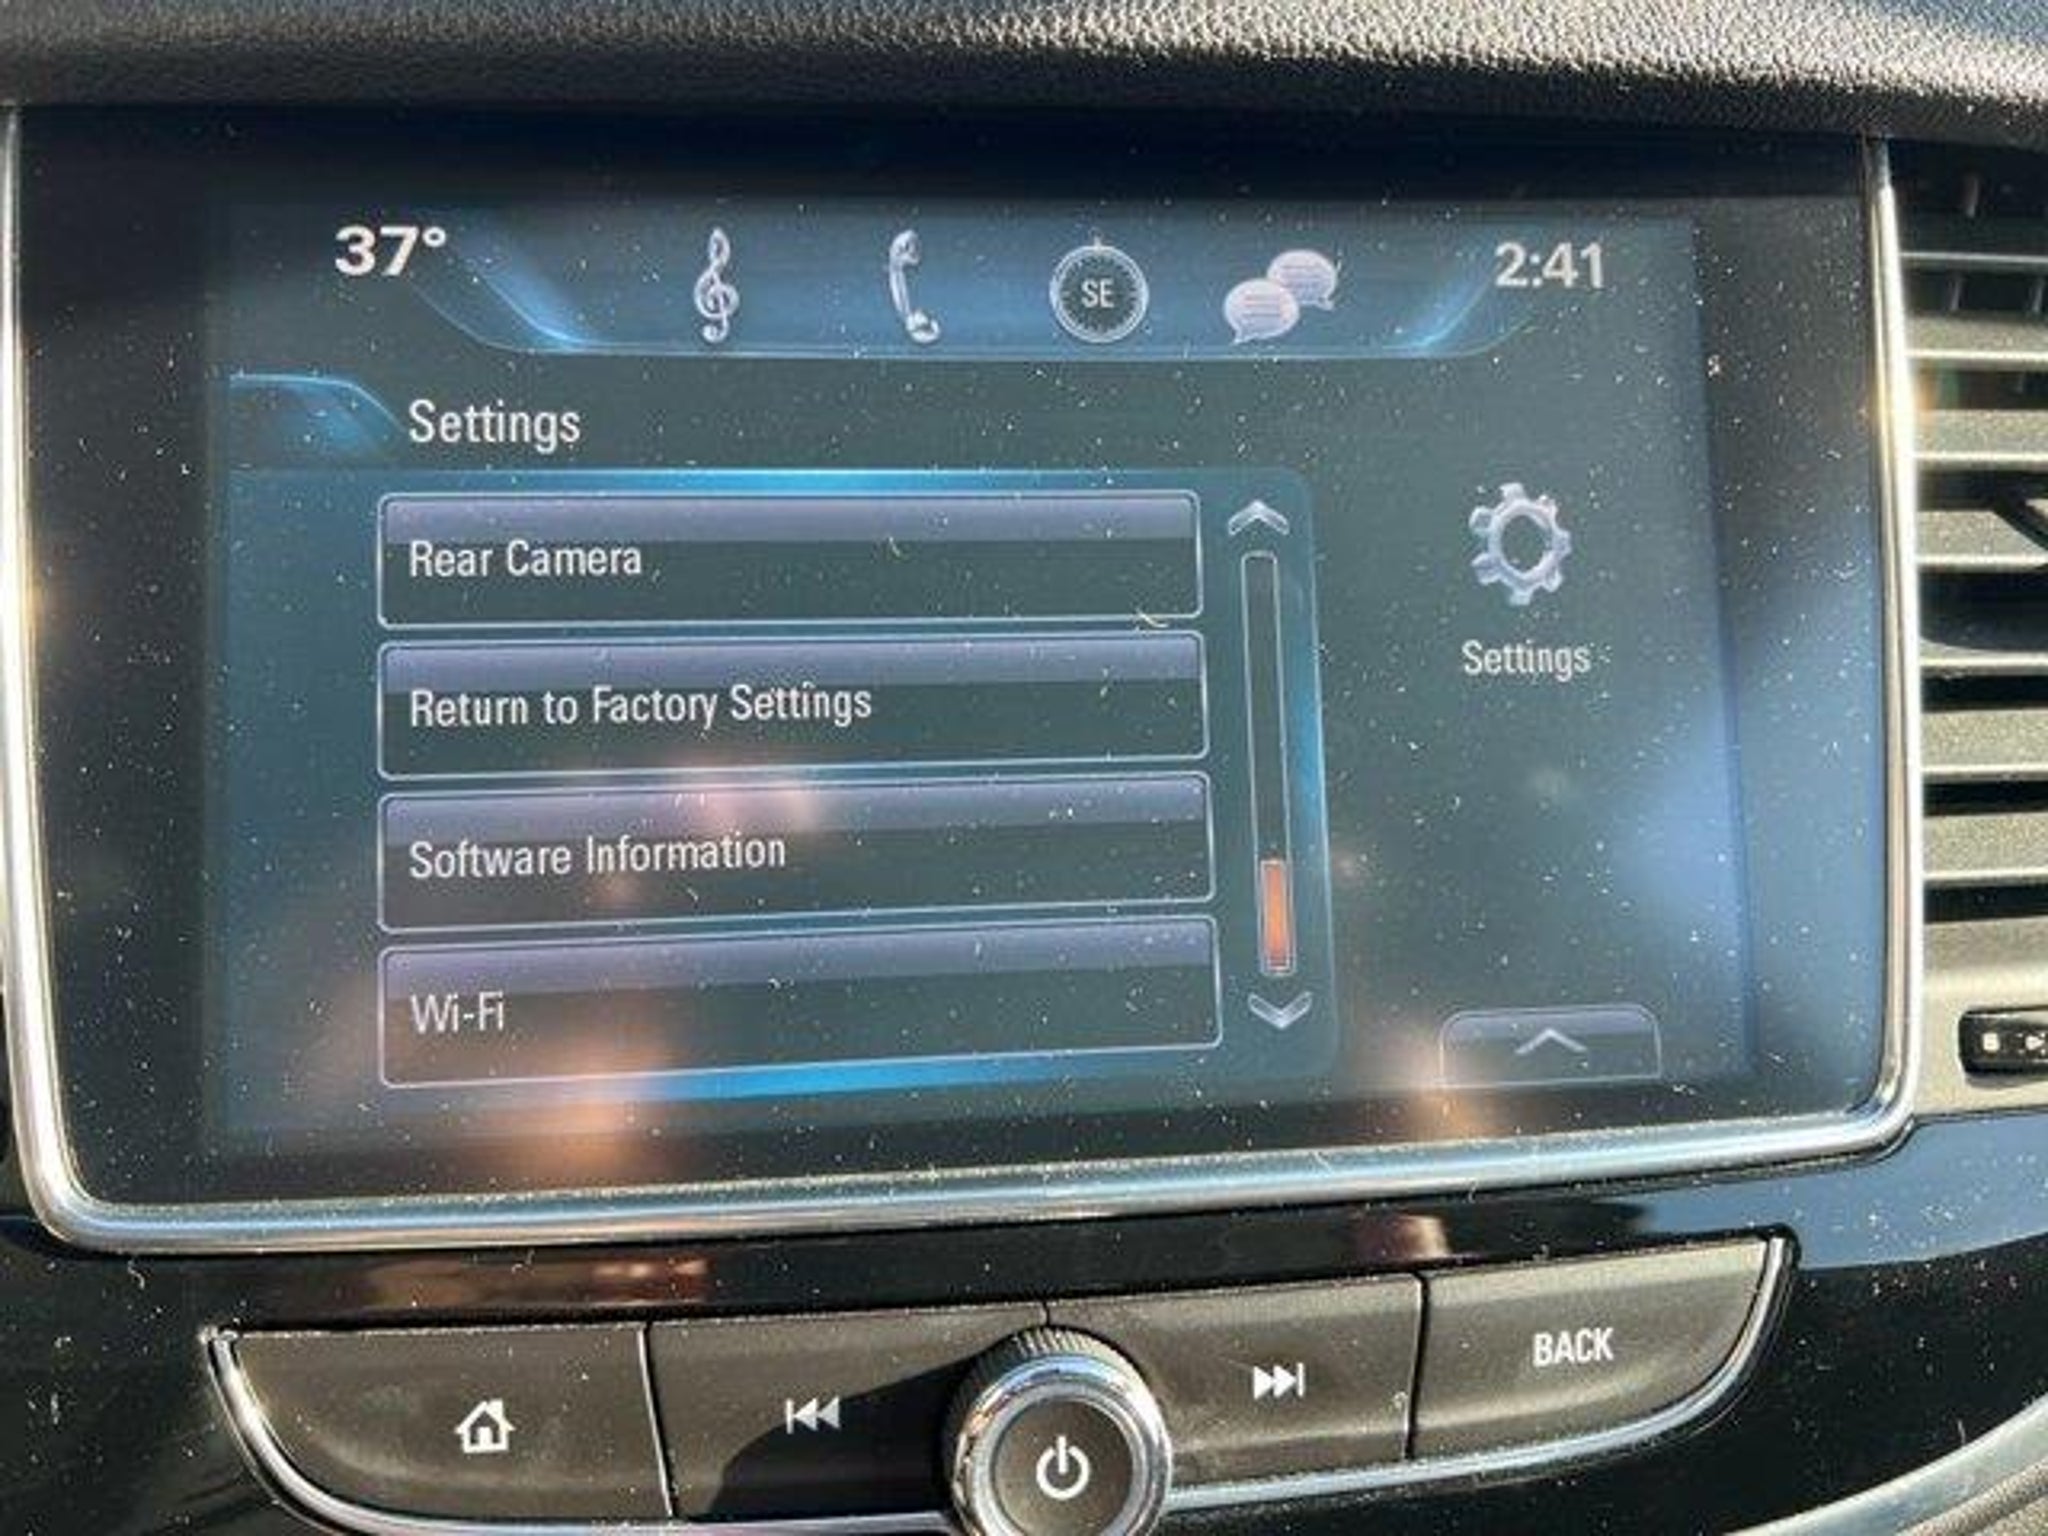 37° SE 2:41
Settings
Rear Camera
Return to Factory Settings
Settings
Software Information
Wi-Fi
BACK